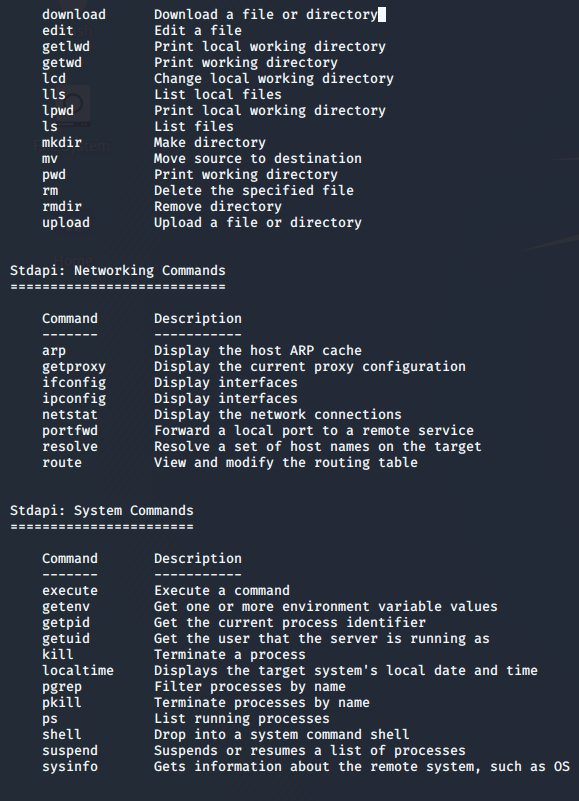 download Download a file or directory
edit Edit a file
getlwd Print local working directory
getwd Print working directory
lcd Change local working directory
lls List local files
lpwd Print local working directory
ls List files
mkdir Make directory
mv Move source to destination
pwd Print working directory
rm Delete the specified file
rmdir Remove directory
upload Upload a file or directory
Stdapi: Networking Commands
===========================
Command Description
------- -----------
arp Display the host ARP cache
getproxy Display the current proxy configuration
ifconfig Display interfaces
ipconfig Display interfaces
netstat Display the network connections
portfwd Forward a local port to a remote service
resolve Resolve a set of host names on the target
route View and modify the routing table
Stdapi: System Commands
=======================
Command Description
------- -----------
execute Execute a command
getenv Get one or more environment variable values
getpid Get the current process identifier
getuid Get the user that the server is running as
kill Terminate a process
localtime Displays the target system's local date and time
pgrep Filter processes by name
pkill Terminate processes by name
ps List running processes
shell Drop into a system command shell
suspend Suspends or resumes a list of processes
sysinfo Gets information about the remote system, such as OS